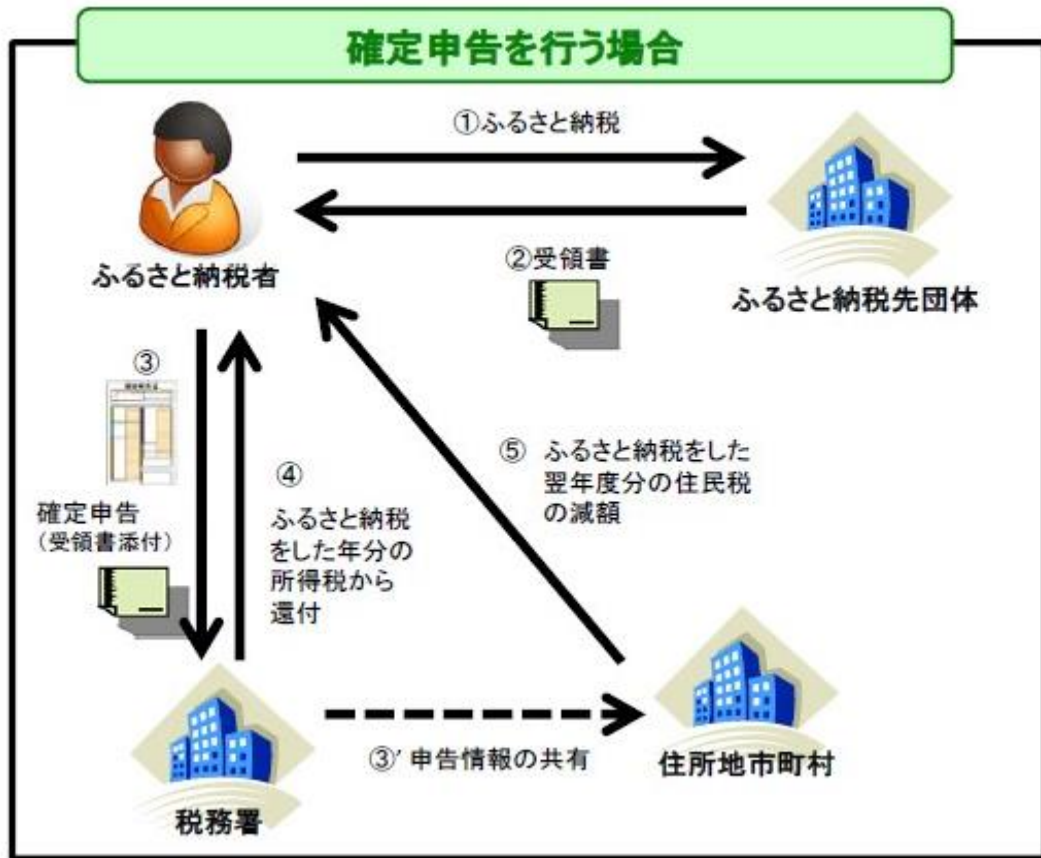 確定申告を行う場合
①ふるさと納税
②受領書
ふるさと納税者
ふるさと納税先団体
③
確定申告
(受領書添付)
④
ふるさと納税
をした年分の
所得税から
還付
⑤ ふるさと納税をした
翌年度分の住民税
の減額
③’申告情報の共有
税務署
住所地市町村